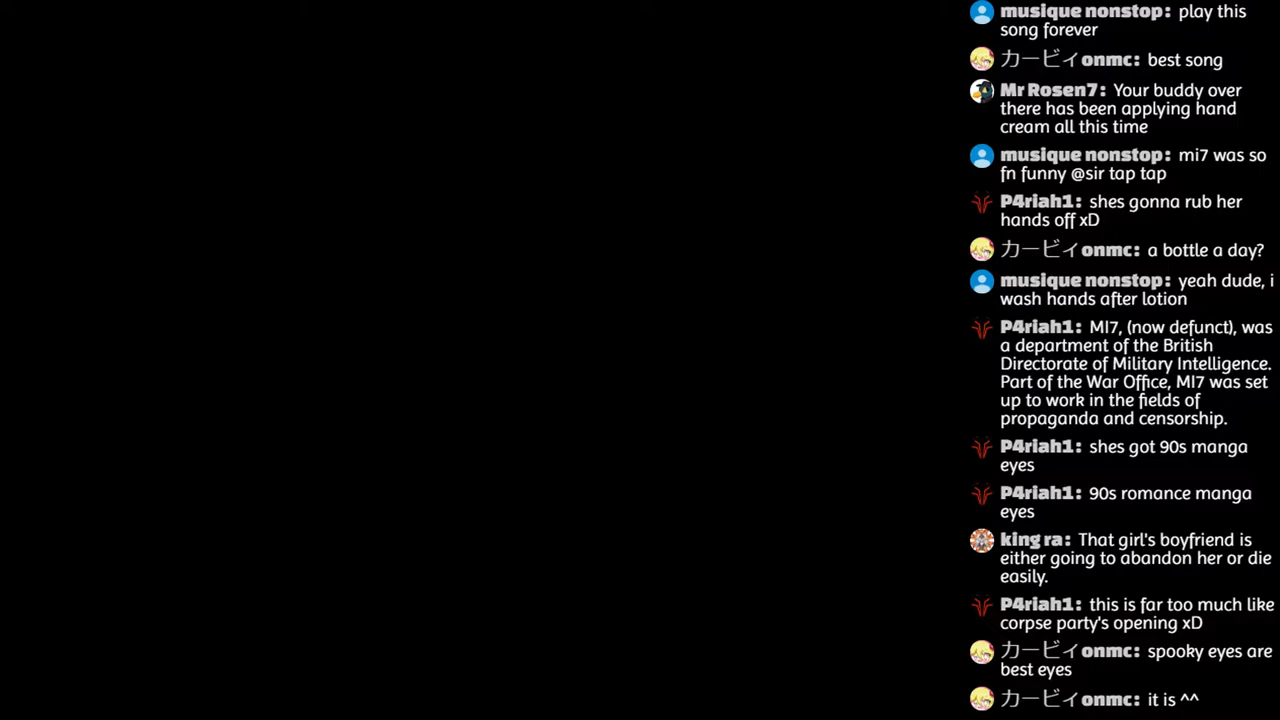 musique nonstop: play this
song forever
カービィonmc: best song
Mr Rosen7: Your buddy over
there has been applying hand
cream all this time
musique nonstop: mi7 was so
fn funny @sir tap tap
P4riah1: shes gonna rub her
hands off xD
カービィonmc: a bottle a day?
musique nonstop: yeah dude, i
wash hands after lotion
P4riah1: MI7, (now defunct), was
a department of the British
Directorate of Military Intelligence.
Part of the War Office, MI7 was set
up to work in the fields of
propaganda and censorship.
P4riah1: shes got 90s manga
eyes
P4riah1: 90s romance manga
eyes
king ra: That girl's boyfriend is
either going to abandon her or die
easily.
P4riah1: this is far too much like
corpse party's opening xD
カービィonmc: spooky eyes are
best eyes
カービィonmc: it is ^^